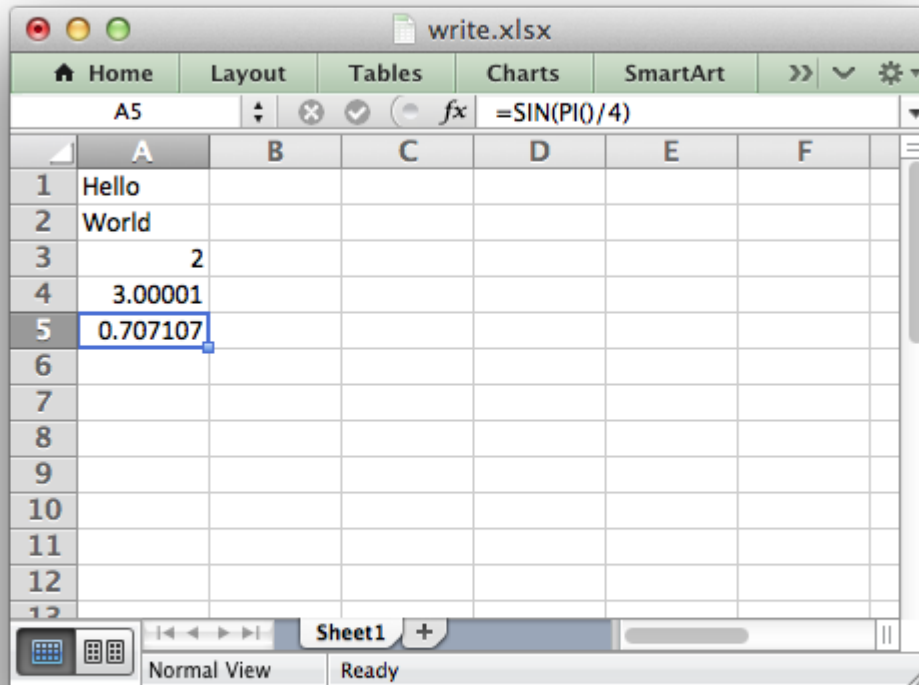 write.xlsx
Home Layout Tables Charts SmartArt
A5 fx =SIN(PI()/4)
A B C D E F
1 Hello
2 World
3 2
4 3.00001
5 0.707107
6
7
8
9
10
11
12
13
Sheet1
Normal View Ready